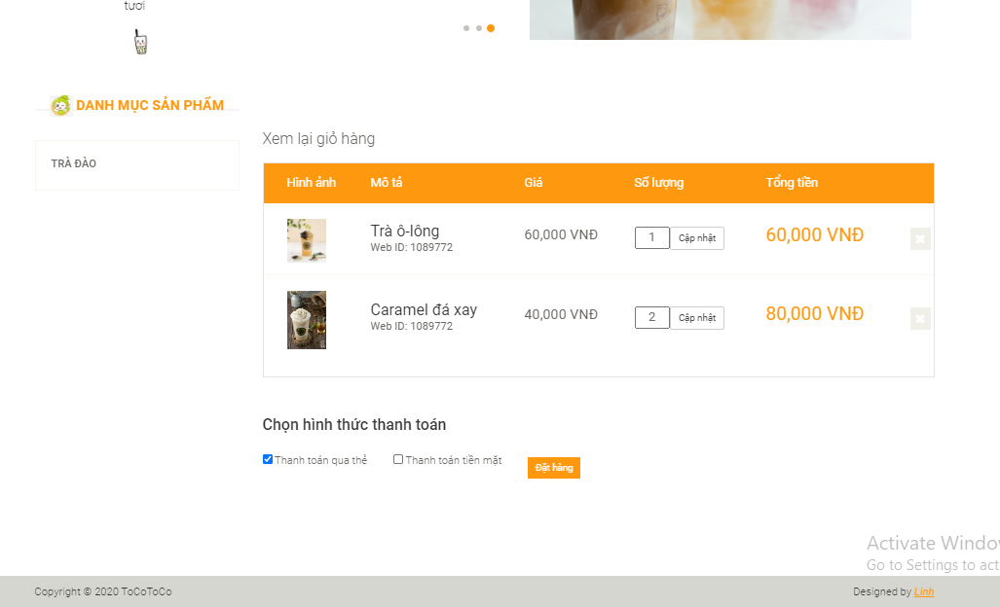 tươi
DANH MỤC SẢN PHẨM
TRÀ ĐÀO
Xem lại giỏ hàng
Hình ảnh Mô tả Giá Số lượng Tổng tiền
Trà ô-lông 60,000 VNĐ 1 Cập nhật 60,000 VNĐ
Web ID: 1089772
Caramel đá xay 40,000 VNĐ 2 Cập nhật 80,000 VNĐ
Web ID: 1089772
Chọn hình thức thanh toán
Thanh toán qua thẻ Thanh toán tiền mặt Đặt hàng
Activate Window
Go to Settings to act
Copyright © 2020 ToCoToCo Designed by Linh